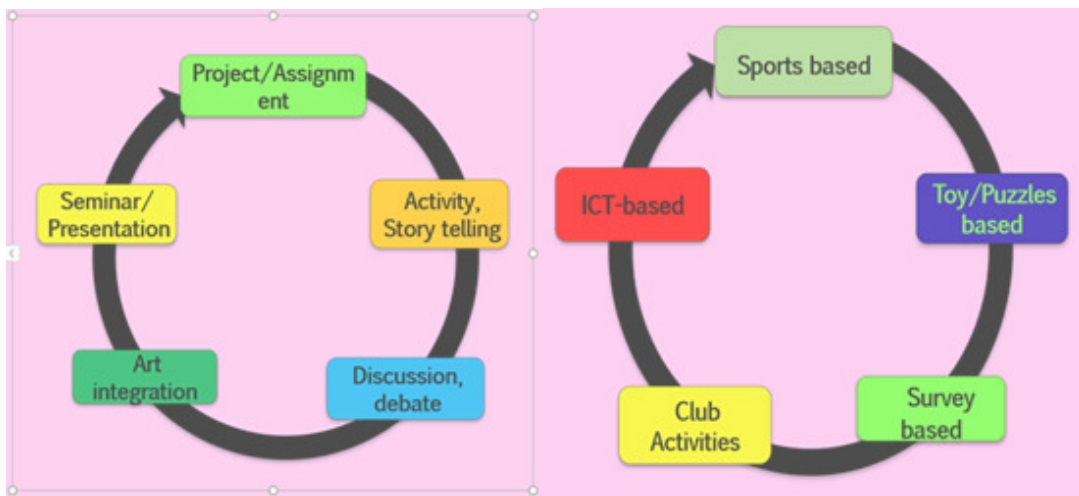 Project/Assignm
ent
Activity,
Story telling
Discussion,
debate
Art
integration
Seminar/
Presentation
Sports based
Toy/Puzzles
based
Survey
based
Club
Activities
ICT-based